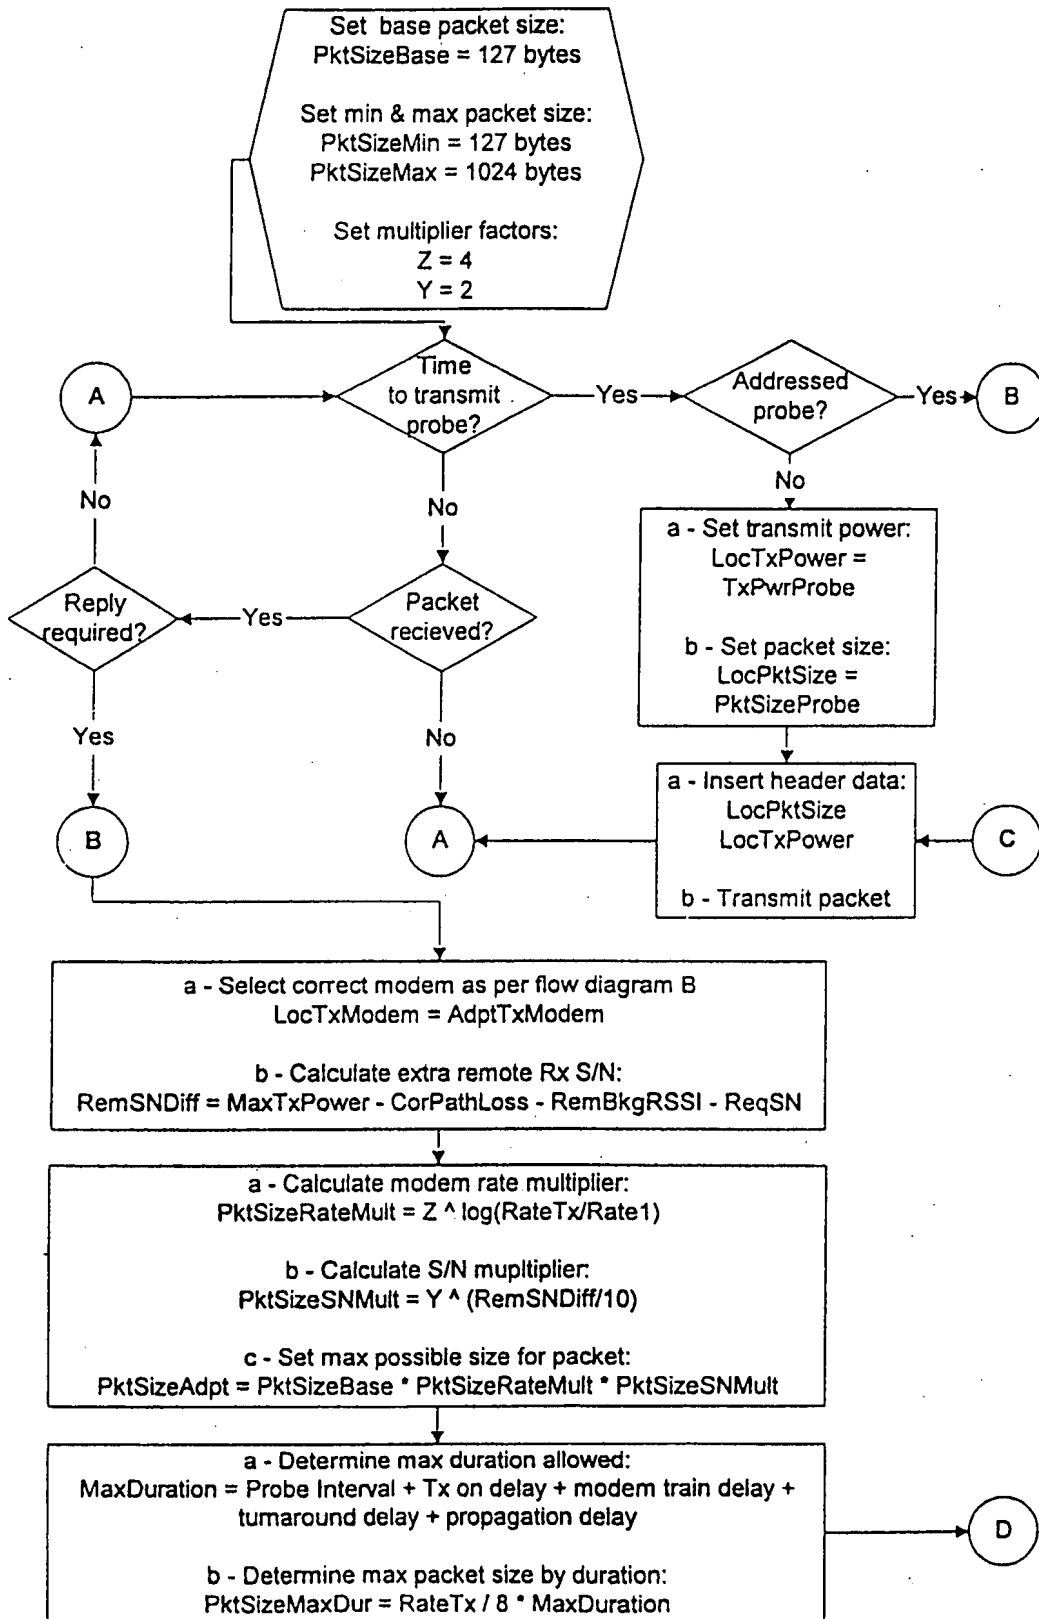 Set base packet size:
PktSizeBase = 127 bytes
Set min & max packet size:
PktSizeMin = 127 bytes
PktSizeMax = 1024 bytes
Set multiplier factors:
Z = 4
Y = 2
A
Time
to transmit
probe?
Yes
Addressed
probe?
Yes
B
No
No
No
a - Set transmit power:
LocTxPower =
TxPwrProbe
b - Set packet size:
LocPktSize =
PktSizeProbe
Reply
required?
Yes
Packet
recieved?
Yes
No
B
A
a - Insert header data:
LocPktSize
LocTxPower
b - Transmit packet
C
a - Select correct modem as per flow diagram B
LocTxModem = AdptTxModem
b - Calculate extra remote Rx S/N:
RemSNDiff = MaxTxPower - CorPathLoss - RemBkgRSSI - ReqSN
a - Calculate modem rate multiplier:
PktSizeRateMult = Z ^ log(RateTx/Rate1)
b - Calculate S/N mupltiplier:
PktSizeSNMult = Y ^ (RemSNDiff/10)
c - Set max possible size for packet:
PktSizeAdpt = PktSizeBase * PktSizeRateMult * PktSizeSNMult
a - Determine max duration allowed:
MaxDuration = Probe Interval + Tx on delay + modem train delay +
turnaround delay + propagation delay
b - Determine max packet size by duration:
PktSizeMaxDur = RateTx / 8 * MaxDuration
D